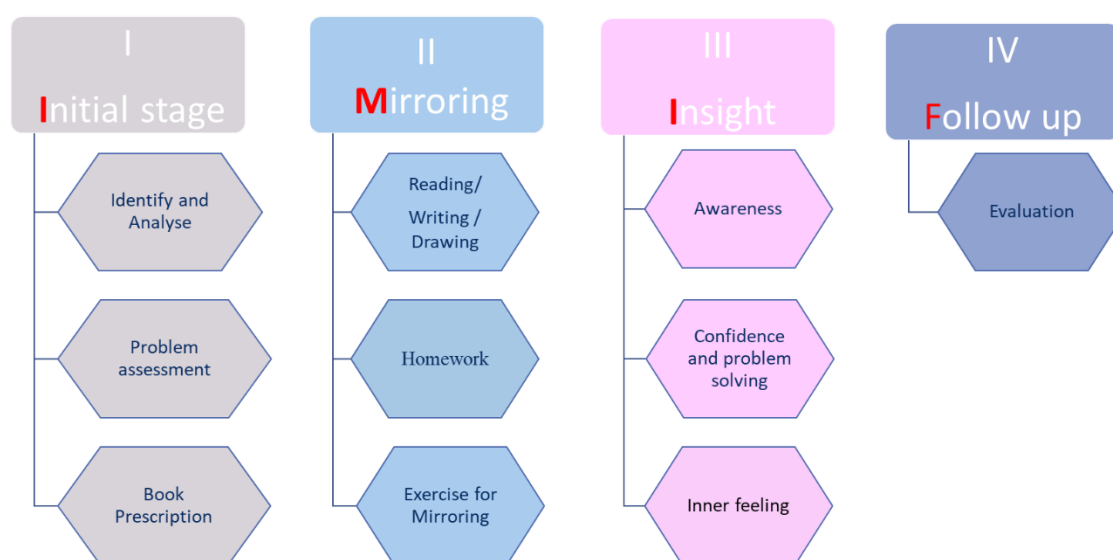 I
Initial stage
Identify and
Analyse
Problem
assessment
Book
Prescription
II
Mirroring
Reading/
Writing /
Drawing
Homework
Exercise for
Mirroring
III
Insight
Awareness
Confidence
and problem
solving
Inner feeling
IV
Follow up
Evaluation